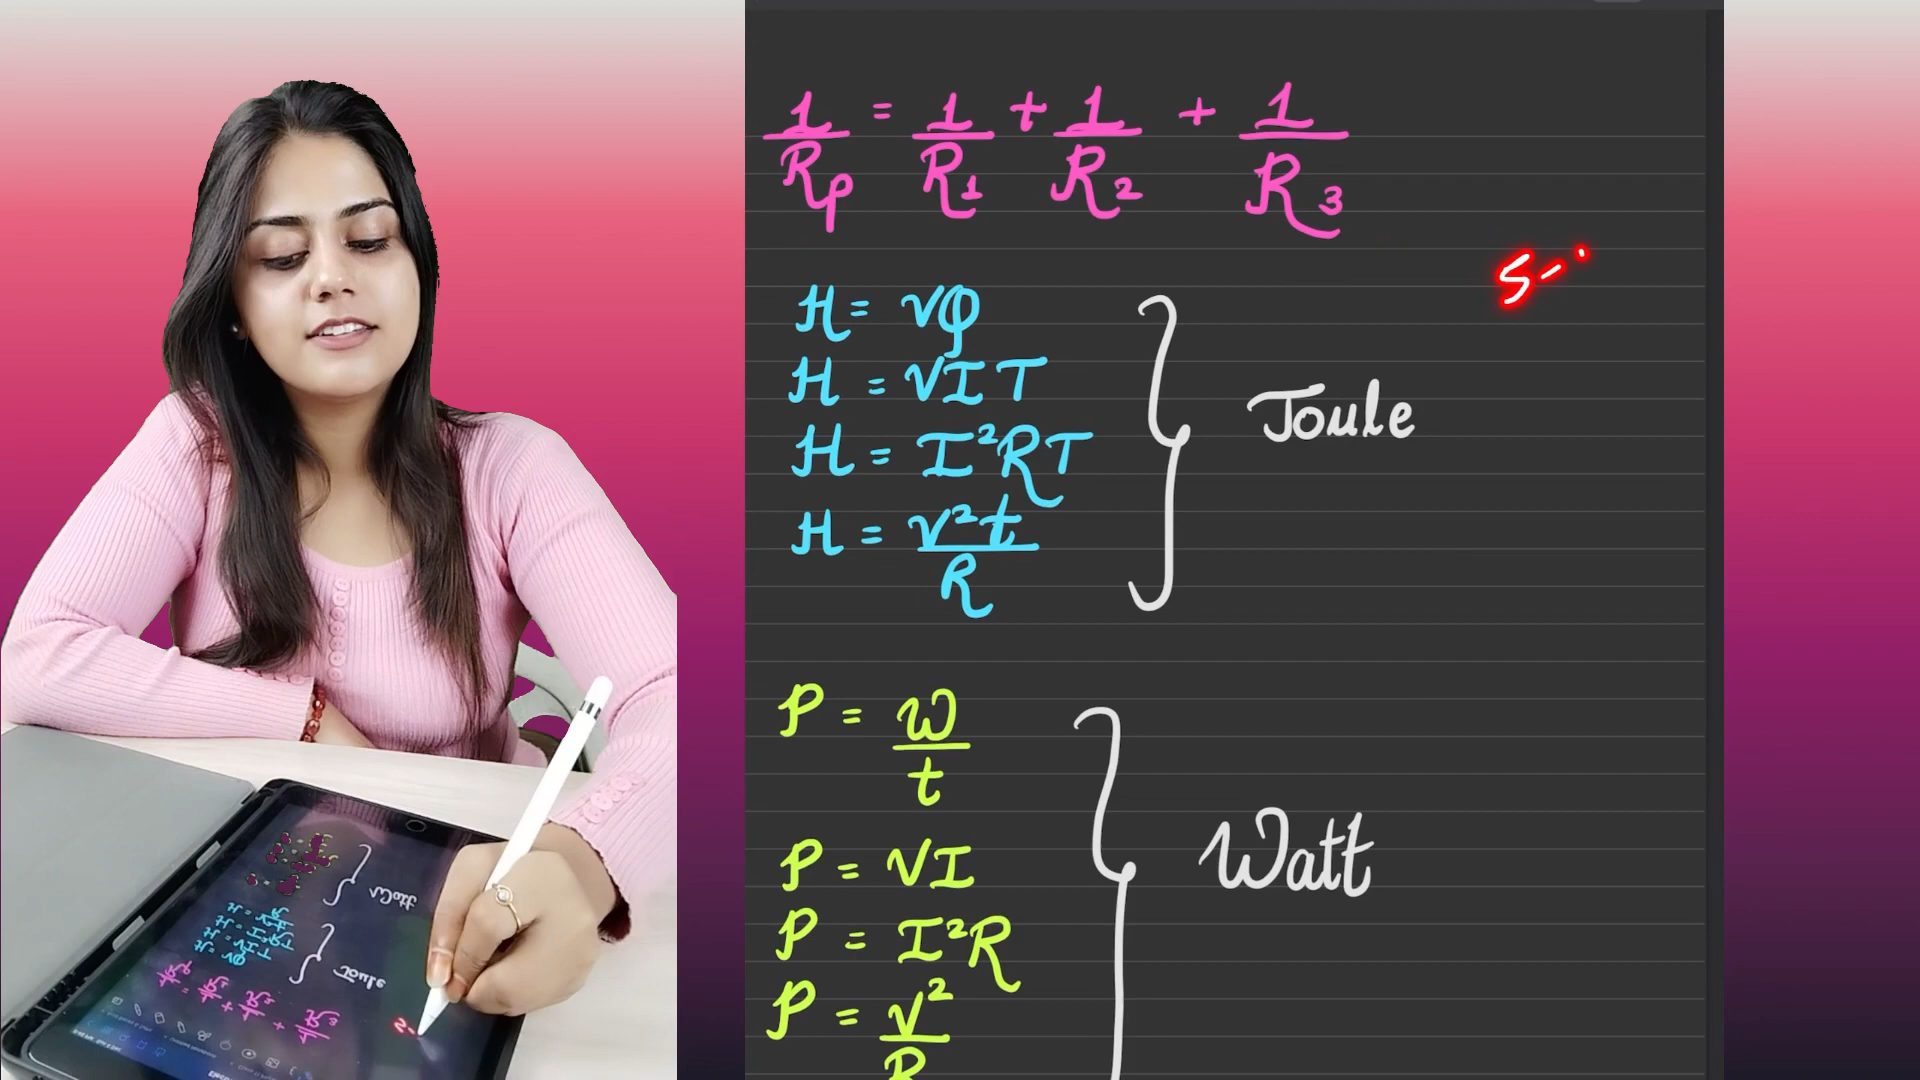 1/Rp = 1/R1 + 1/R2 + 1/R3
S-
H = VQ
H = VIT
H = I²RT
H = V²t/R
Joule
P = W/t
P = VI
P = I²R
P = V²/R
Watt